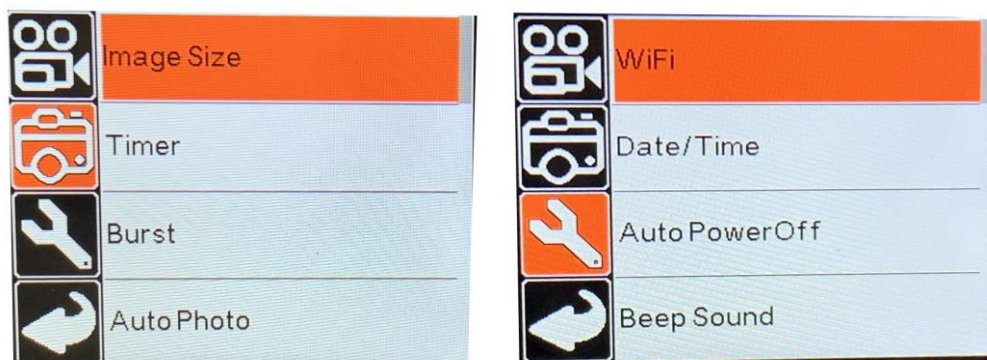 Image Size
Timer
Burst
Auto Photo
WiFi
Date/Time
Auto PowerOff
Beep Sound